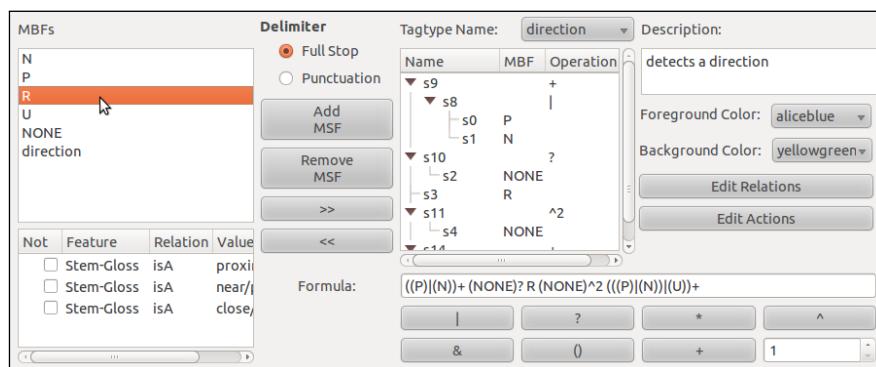 MBFs
N
P
R
U
NONE
direction
Not Feature Relation Value
Stem-Gloss isA
Stem-Gloss isA
Stem-Gloss isA
Delimiter
Full Stop
Punctuation
Add
MSF
Remove
MSF
>>
<<
Tagtype Name: direction
Name MBF Operation
s9 +
s8 |
s0 P
s1 N
s10 ?
s2 NONE
s3 R
s11 ^2
s4 NONE
Description:
detects a direction
Foreground Color: aliceblue
Background Color: yellowgreen
Edit Relations
Edit Actions
Formula: ((P)|(N))+ (NONE)? R (NONE)^2 (((P)|(N))|(U))+
| ? * ^
& () + 1